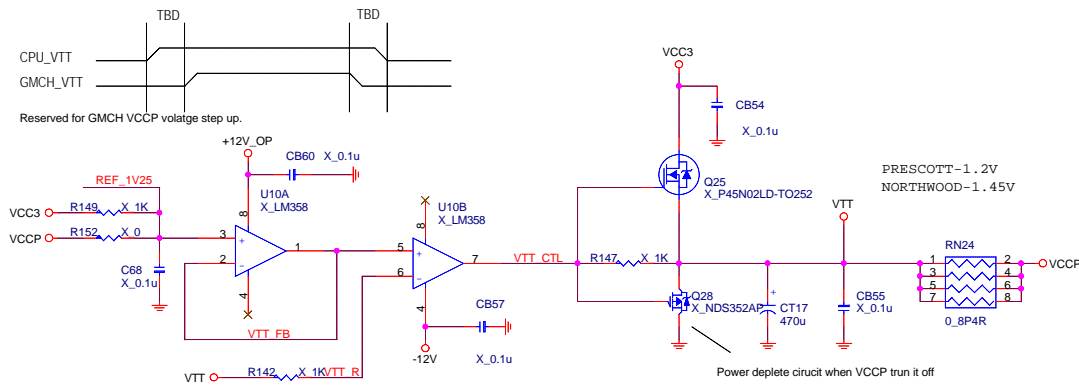 TBD TBD
CPU_VTT
GMCH_VTT
Reserved for GMCH VCCP volatge step up.
+12V_OP
CB60 X_0.1u
REF_1V25
U10A
X_LM358
U10B
X_LM358
VCC3
R149 X_1K
VCCP
R152 X_0
C68
X_0.1u
3
2
8
4
1
+
-
VTT_FB
5
6
8
4
7
+
-
VTT_CTL
CB57
X_0.1u
-12V
VTT
R142 X_1K
VTT_R
VCC3
CB54
X_0.1u
Q25
X_P45N02LD-TO252
R147 X_1K
Q28
X_NDS352AP
+
CT17
470u
PRESCOTT-1.2V
NORTHWOOD-1.45V
VTT
CB55
X_0.1u
RN24
1 2
3 4
5 6
7 8
0_8P4R
VCCP
Power deplete cirucit when VCCP trun it off